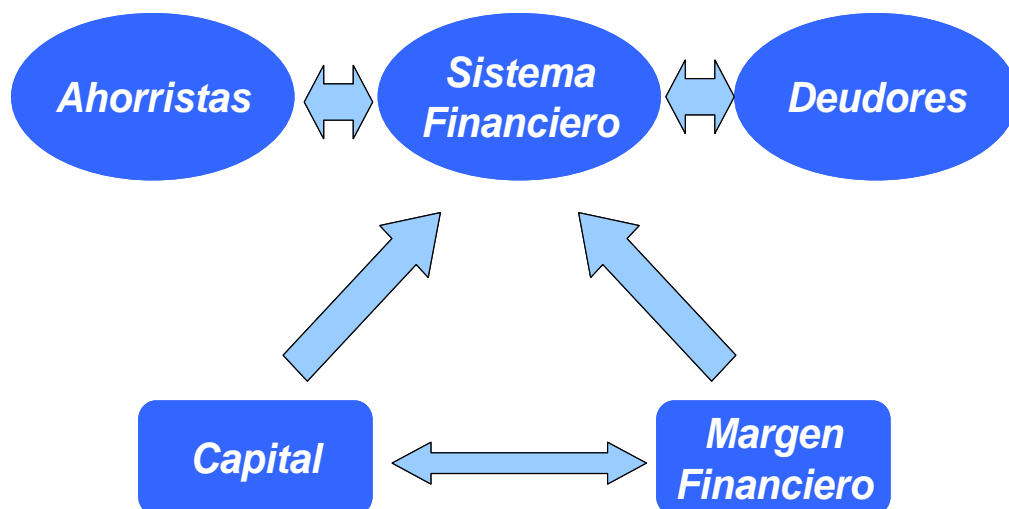 Ahorristas
Sistema
Financiero
Deudores
Capital
Margen
Financiero